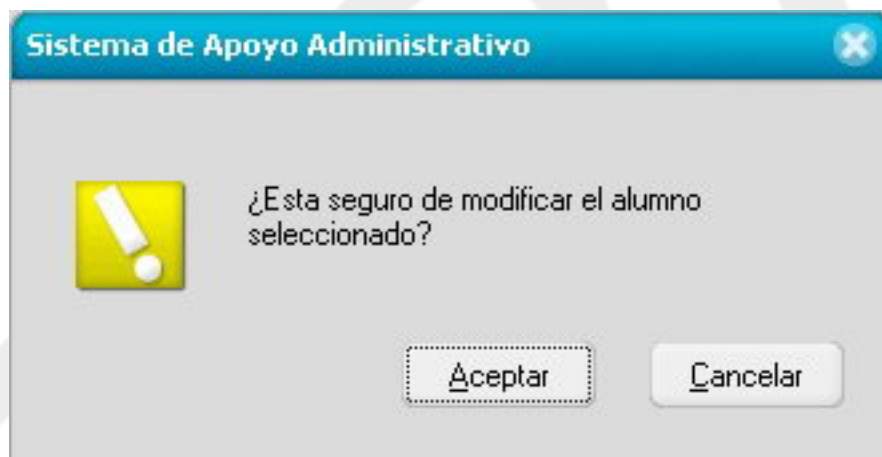 Sistema de Apoyo Administrativo
¿Esta seguro de modificar el alumno
seleccionado?
Aceptar Cancelar